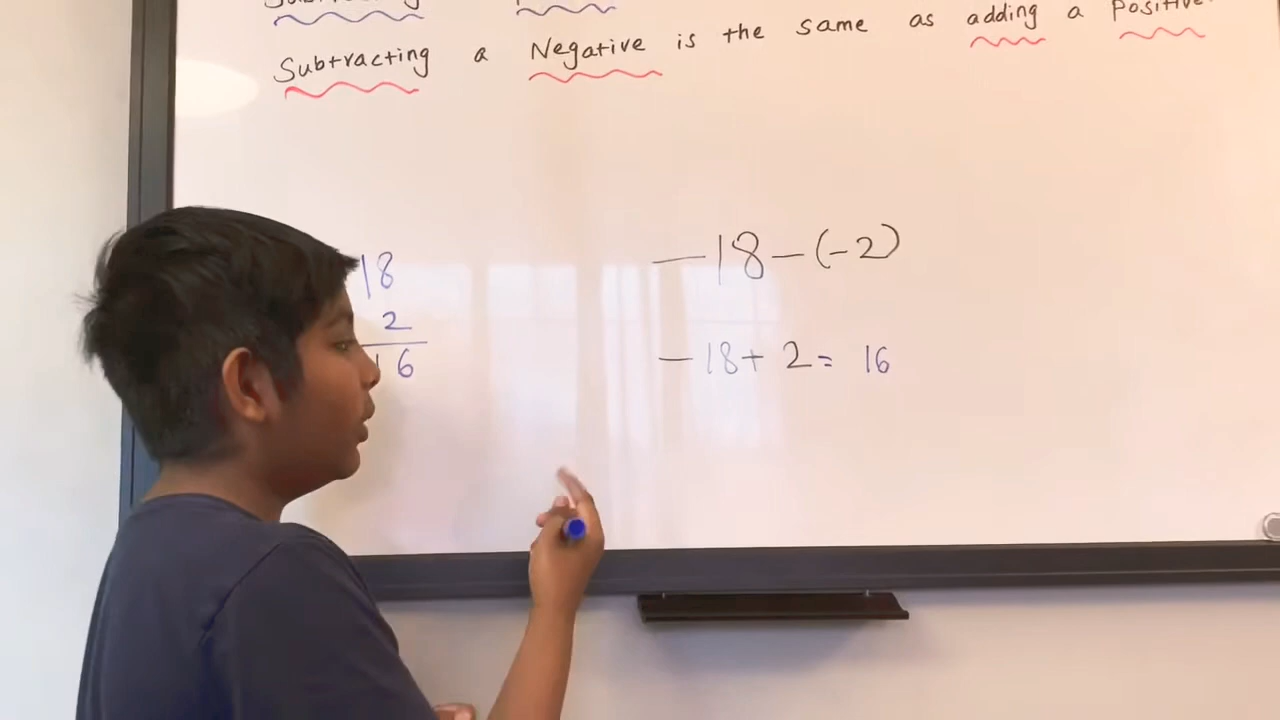 Subtracting a Negative is the same as adding a Positive
18
2
16
-18-(-2)
-18+ 2= 16